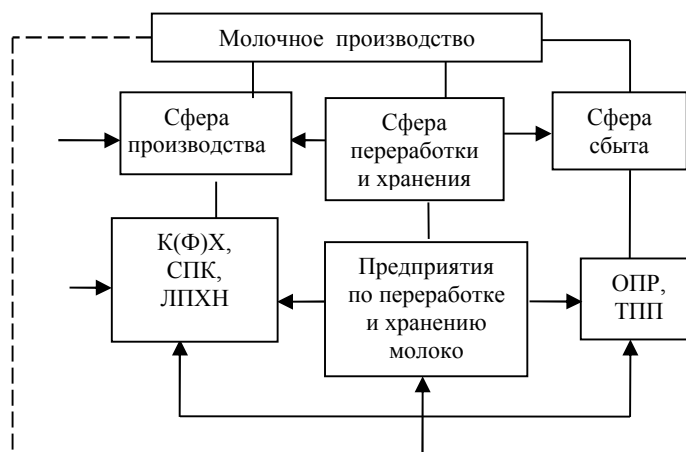 Молочное производство
Сфера
производства
Сфера
переработки
и хранения
Сфера
сбыта
К(Ф)Х,
СПК,
ЛПХН
Предприятия
по переработке
и хранению
молоко
ОПР,
ТПП